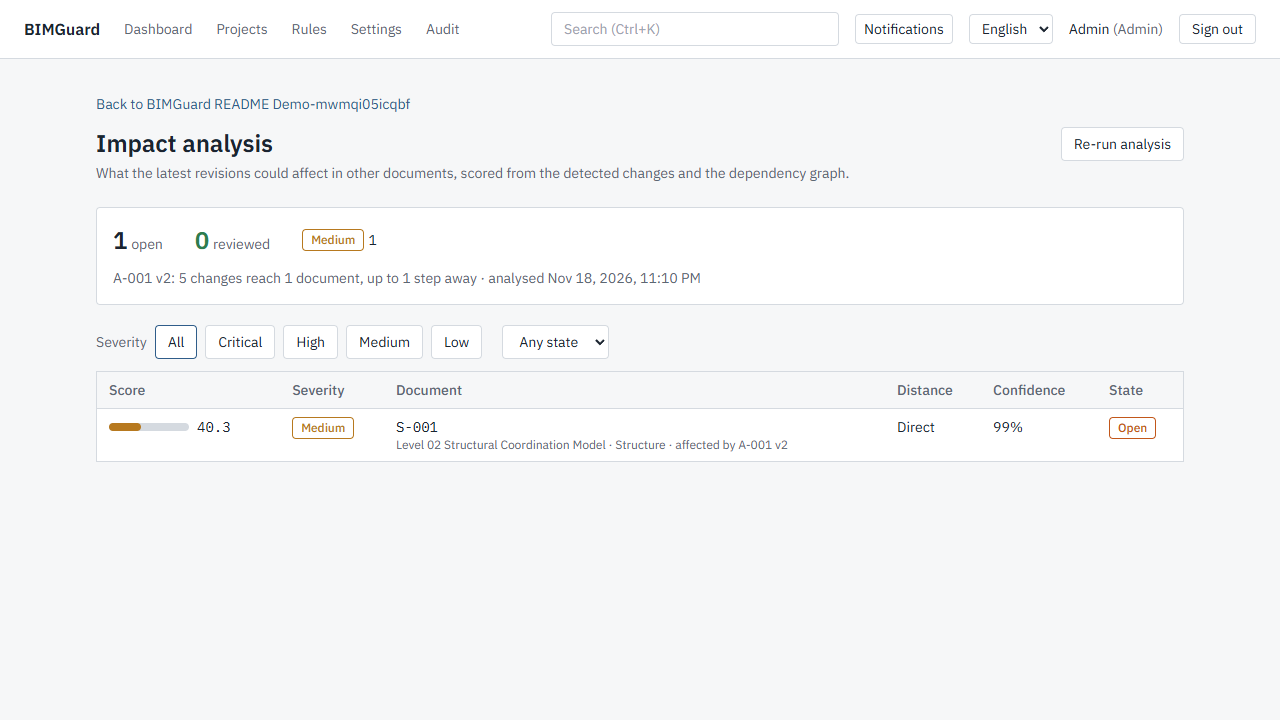 BIMGuard Dashboard Projects Rules Settings Audit Search (Ctrl+K) Notifications English Admin (Admin) Sign out
Back to BIMGuard README Demo-mwmqi05icqbf
Impact analysis Re-run analysis
What the latest revisions could affect in other documents, scored from the detected changes and the dependency graph.
1 open 0 reviewed Medium 1
A-001 v2: 5 changes reach 1 document, up to 1 step away · analysed Nov 18, 2026, 11:10 PM
Severity All Critical High Medium Low Any state
Score Severity Document Distance Confidence State
40.3 Medium S-001 Direct 99% Open
Level 02 Structural Coordination Model · Structure · affected by A-001 v2